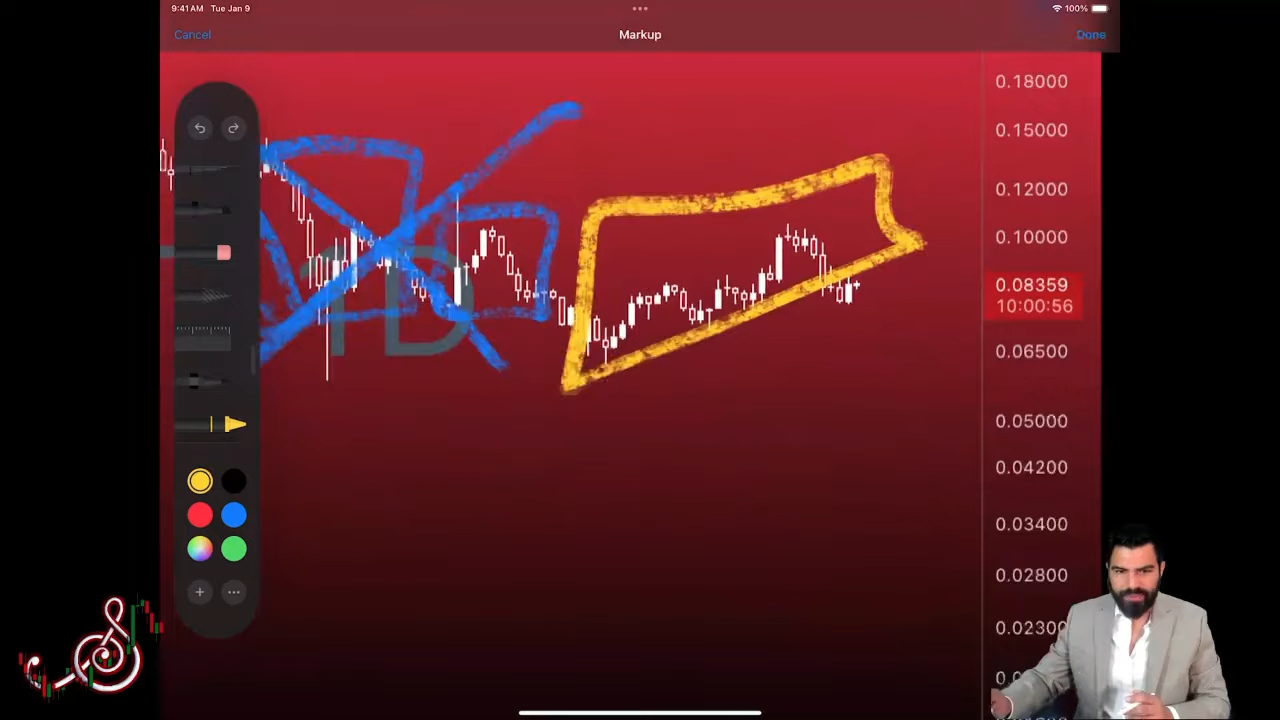 9:41 AM Tue Jan 9
100%
Cancel
Markup
Done
0.18000
0.15000
0.12000
0.10000
0.08359
10:00:56
0.06500
0.05000
0.04200
0.03400
0.02800
0.02300
1D